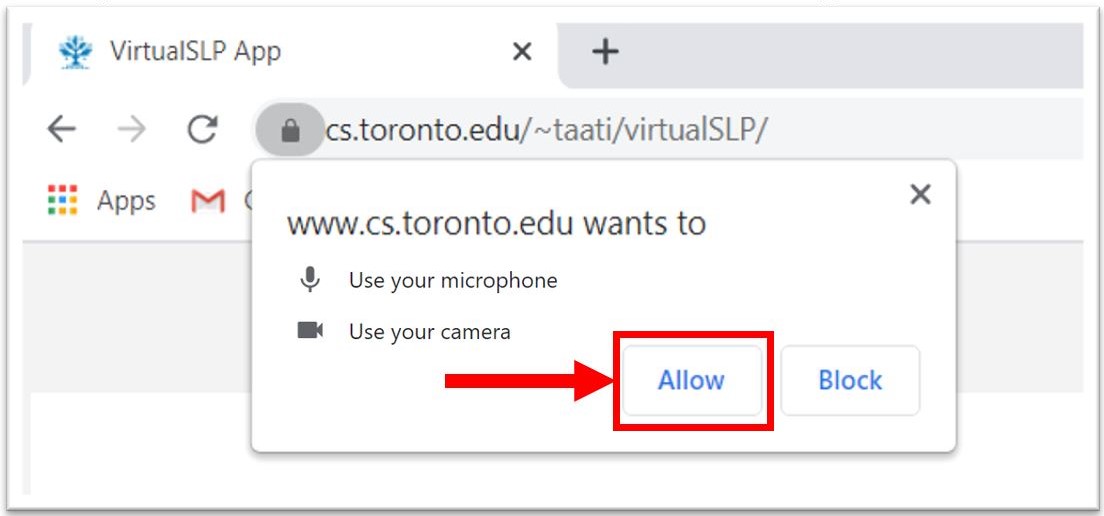 VirtualSLP App
cs.toronto.edu/~taati/virtualSLP/
Apps
www.cs.toronto.edu wants to
Use your microphone
Use your camera
Allow Block